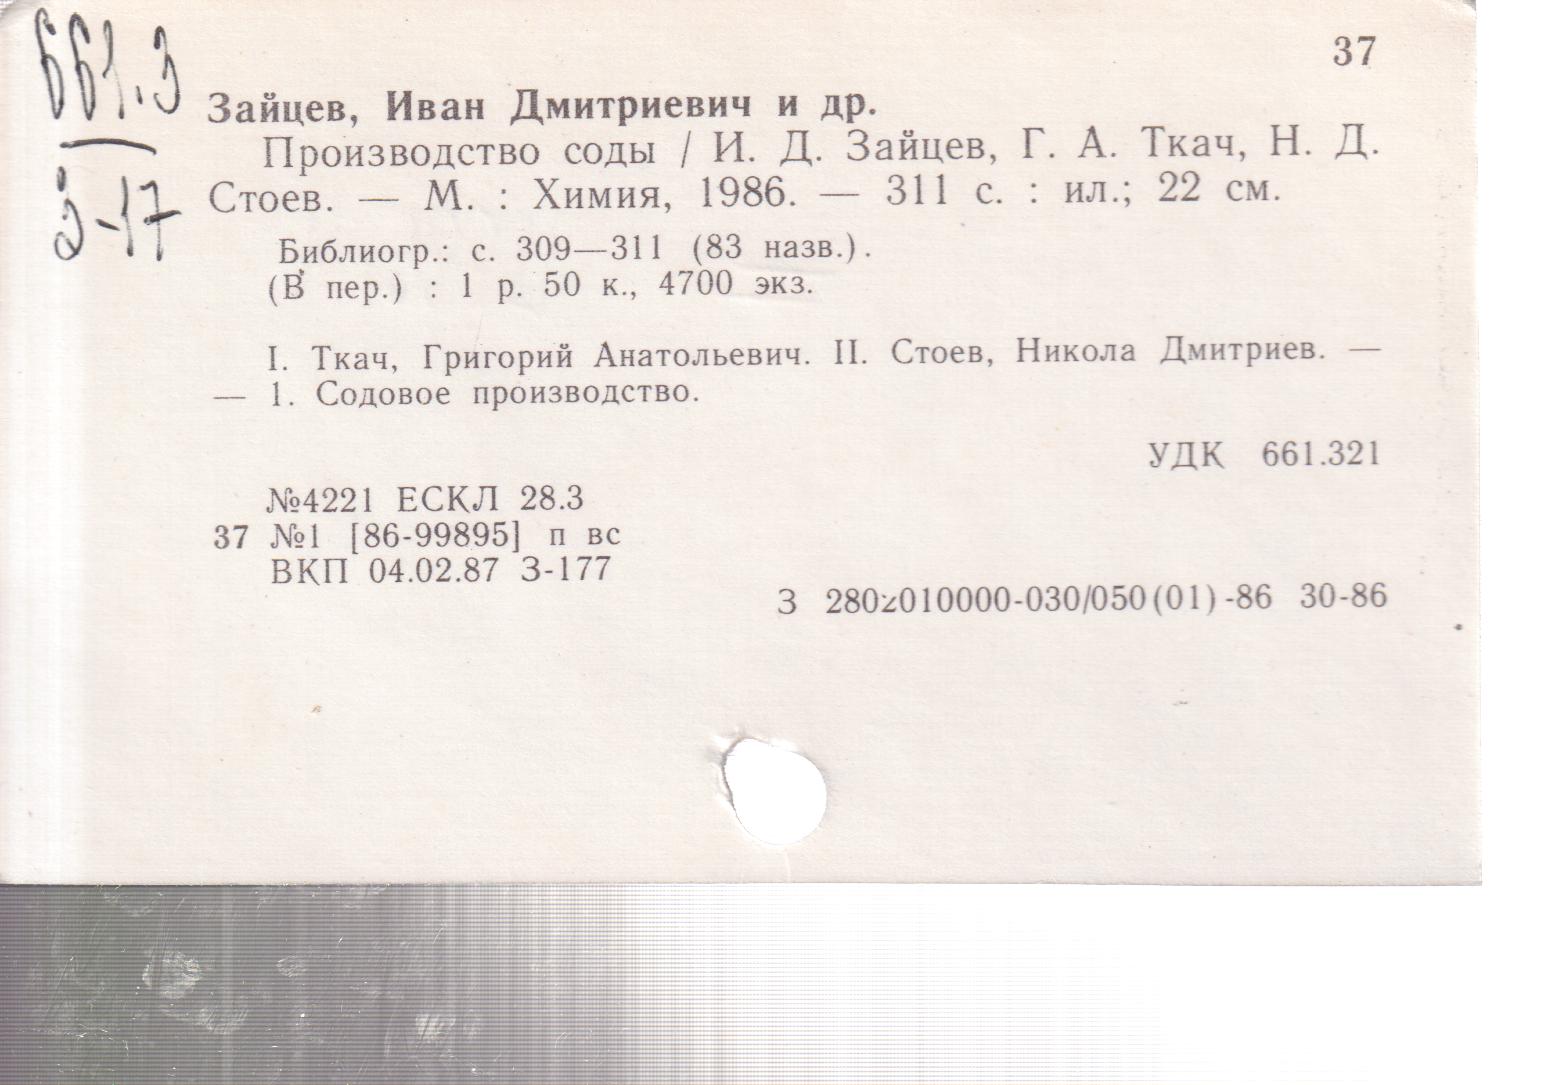 661.3
З-17
37
Зайцев, Иван Дмитриевич и др.
Производство соды / И. Д. Зайцев, Г. А. Ткач, Н. Д.
Стоев. — М. : Химия, 1986. — 311 с. : ил.; 22 см.
Библиогр.: с. 309—311 (83 назв.).
(В пер.) : 1 р. 50 к., 4700 экз.
I. Ткач, Григорий Анатольевич. II. Стоев, Никола Дмитриев. —
— 1. Содовое производство.
УДК 661.321
№4221 ЕСКЛ 28.3
37 №1 [86-99895] п вс
ВКП 04.02.87 З-177
З 2802010000-030/050(01)-86 30-86